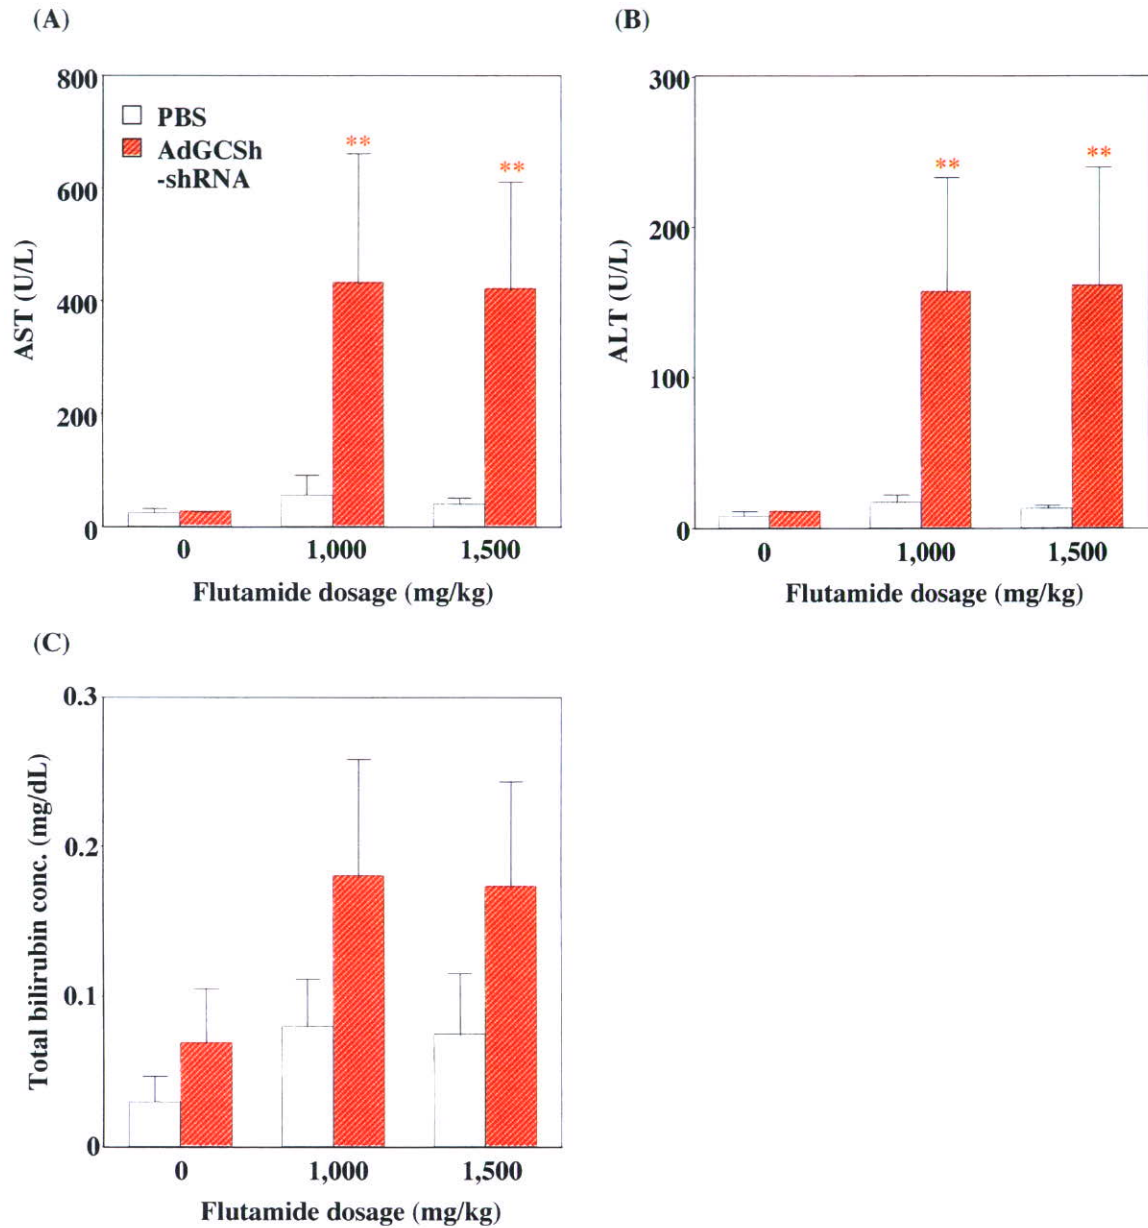 (A)
800
600
400
200
0
AST (U/L)
PBS
AdGCSh
-shRNA
**
**
0 1,000 1,500
Flutamide dosage (mg/kg)
(B)
300
200
100
0
ALT (U/L)
**
**
0 1,000 1,500
Flutamide dosage (mg/kg)
(C)
0.3
0.2
0.1
0
Total bilirubin conc. (mg/dL)
0 1,000 1,500
Flutamide dosage (mg/kg)